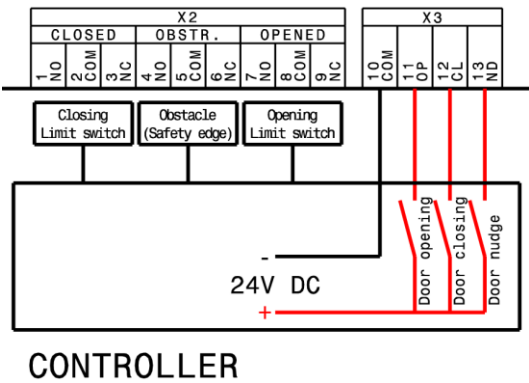 X2
X3
CLOSED
OBSTR.
OPENED
1 NO
2 COM
3 NC
4 NO
5 COM
6 NC
7 NO
8 COM
9 NC
10 COM
11 OP
12 CL
13 ND
Closing
Limit switch
Obstacle
(Safety edge)
Opening
Limit switch
Door opening
Door closing
Door nudge
-
24V DC
+
CONTROLLER